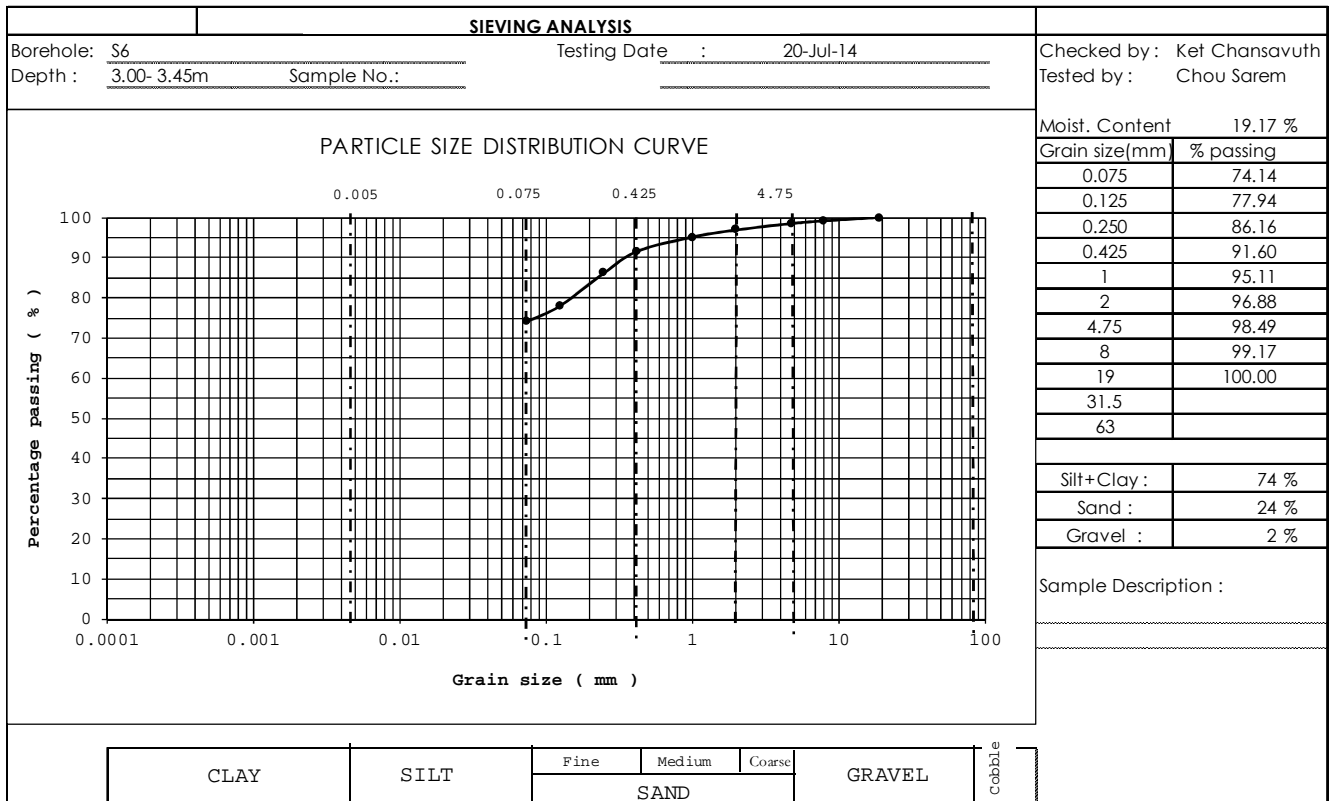 SIEVING ANALYSIS
Borehole: S6 Testing Date : 20-Jul-14
Depth : 3.00- 3.45m Sample No.:
Checked by : Ket Chansavuth
Tested by : Chou Sarem
Moist. Content 19.17 %
Grain size(mm) % passing
0.075 74.14
0.125 77.94
0.250 86.16
0.425 91.60
1 95.11
2 96.88
4.75 98.49
8 99.17
19 100.00
31.5
63
Silt+Clay : 74 %
Sand : 24 %
Gravel : 2 %
Sample Description :
PARTICLE SIZE DISTRIBUTION CURVE
0.005 0.075 0.425 4.75
100
90
80
70
60
50
40
30
20
10
0
Percentage passing ( % )
0.0001 0.001 0.01 0.1 1 10 100
Grain size ( mm )
CLAY SILT Fine Medium Coarse GRAVEL Cobble
SAND